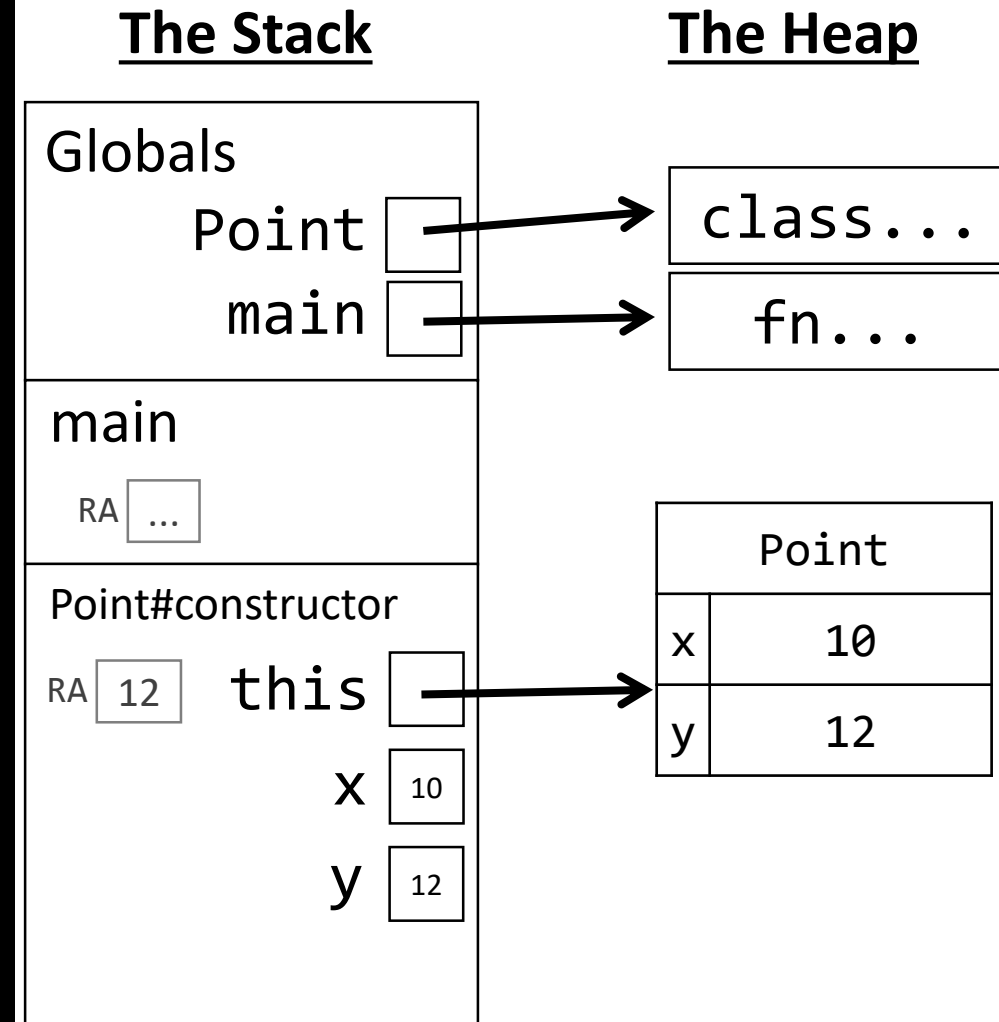 The Stack
The Heap
Globals
Point
class...
main
fn...
main
RA ...
Point#constructor
RA 12
this
x 10
y 12
Point
x 10
y 12